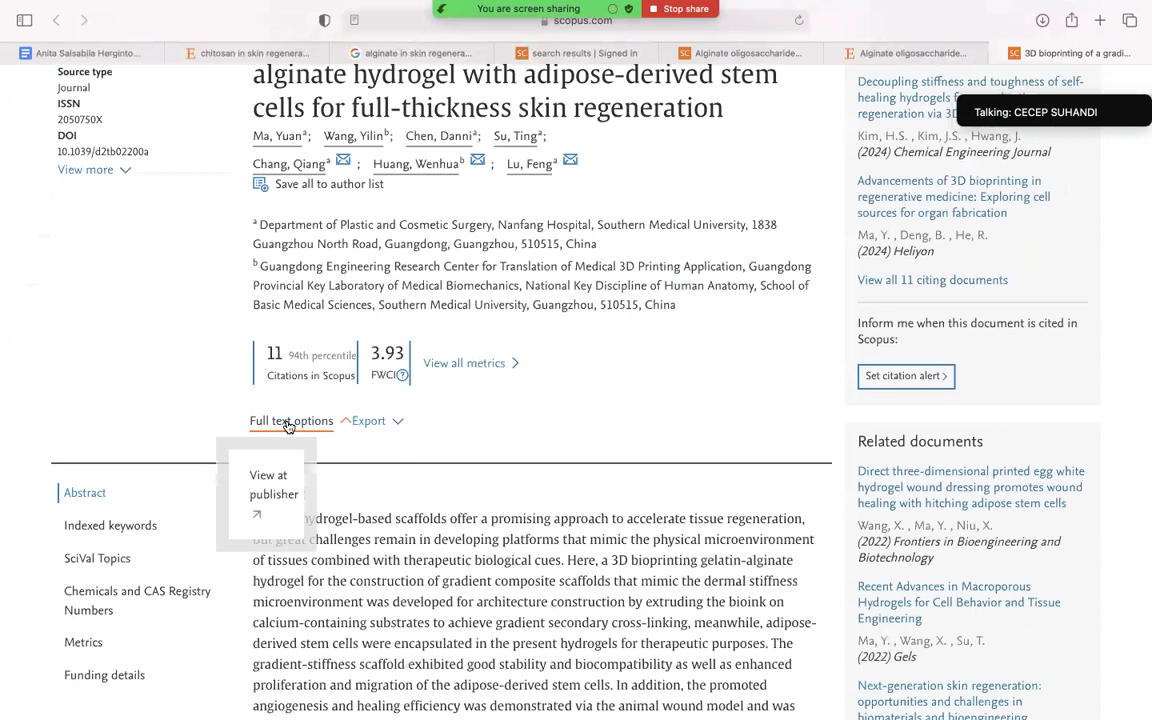 You are screen sharing
Stop share
scopus.com
Anita Salsabila Herginto...
chitosan in skin regenera...
alginate in skin regenera...
search results | Signed in
Alginate oligosaccharide...
Alginate oligosaccharide...
3D bioprinting of a gradi...
Talking: CECEP SUHANDI
Source type
Journal
ISSN
2050750X
DOI
10.1039/d2tb02200a
View more
alginate hydrogel with adipose-derived stem
cells for full-thickness skin regeneration
Ma, Yuanᵃ; Wang, Yilinᵇ; Chen, Danniᵃ; Su, Tingᵃ;
Chang, Qiangᵃ ; Huang, Wenhuaᵇ ; Lu, Fengᵃ
Save all to author list
ᵃ Department of Plastic and Cosmetic Surgery, Nanfang Hospital, Southern Medical University, 1838
Guangzhou North Road, Guangdong, Guangzhou, 510515, China
ᵇ Guangdong Engineering Research Center for Translation of Medical 3D Printing Application, Guangdong
Provincial Key Laboratory of Medical Biomechanics, National Key Discipline of Human Anatomy, School of
Basic Medical Sciences, Southern Medical University, Guangzhou, 510515, China
11 94th percentile
Citations in Scopus
3.93
FWCI
View all metrics
Full text options
Export
View at
publisher
Abstract
Indexed keywords
SciVal Topics
Chemicals and CAS Registry
Numbers
Metrics
Funding details
hydrogel-based scaffolds offer a promising approach to accelerate tissue regeneration,
but great challenges remain in developing platforms that mimic the physical microenvironment
of tissues combined with therapeutic biological cues. Here, a 3D bioprinting gelatin-alginate
hydrogel for the construction of gradient composite scaffolds that mimic the dermal stiffness
microenvironment was developed for architecture construction by extruding the bioink on
calcium-containing substrates to achieve gradient secondary cross-linking, meanwhile, adipose-
derived stem cells were encapsulated in the present hydrogels for therapeutic purposes. The
gradient-stiffness scaffold exhibited good stability and biocompatibility as well as enhanced
proliferation and migration of the adipose-derived stem cells. In addition, the promoted
angiogenesis and healing efficiency was demonstrated via the animal wound model and was
Decoupling stiffness and toughness of self-
healing hydrogels
regeneration via 3D
Kim, H.S. , Kim, J.S. , Hwang, J.
(2024) Chemical Engineering Journal
Advancements of 3D bioprinting in
regenerative medicine: Exploring cell
sources for organ fabrication
Ma, Y. , Deng, B. , He, R.
(2024) Heliyon
View all 11 citing documents
Inform me when this document is cited in
Scopus:
Set citation alert
Related documents
Direct three-dimensional printed egg white
hydrogel wound dressing promotes wound
healing with hitching adipose stem cells
Wang, X. , Ma, Y. , Niu, X.
(2022) Frontiers in Bioengineering and
Biotechnology
Recent Advances in Macroporous
Hydrogels for Cell Behavior and Tissue
Engineering
Ma, Y. , Wang, X. , Su, T.
(2022) Gels
Next-generation skin regeneration:
opportunities and challenges in
biomaterials and bioengineering